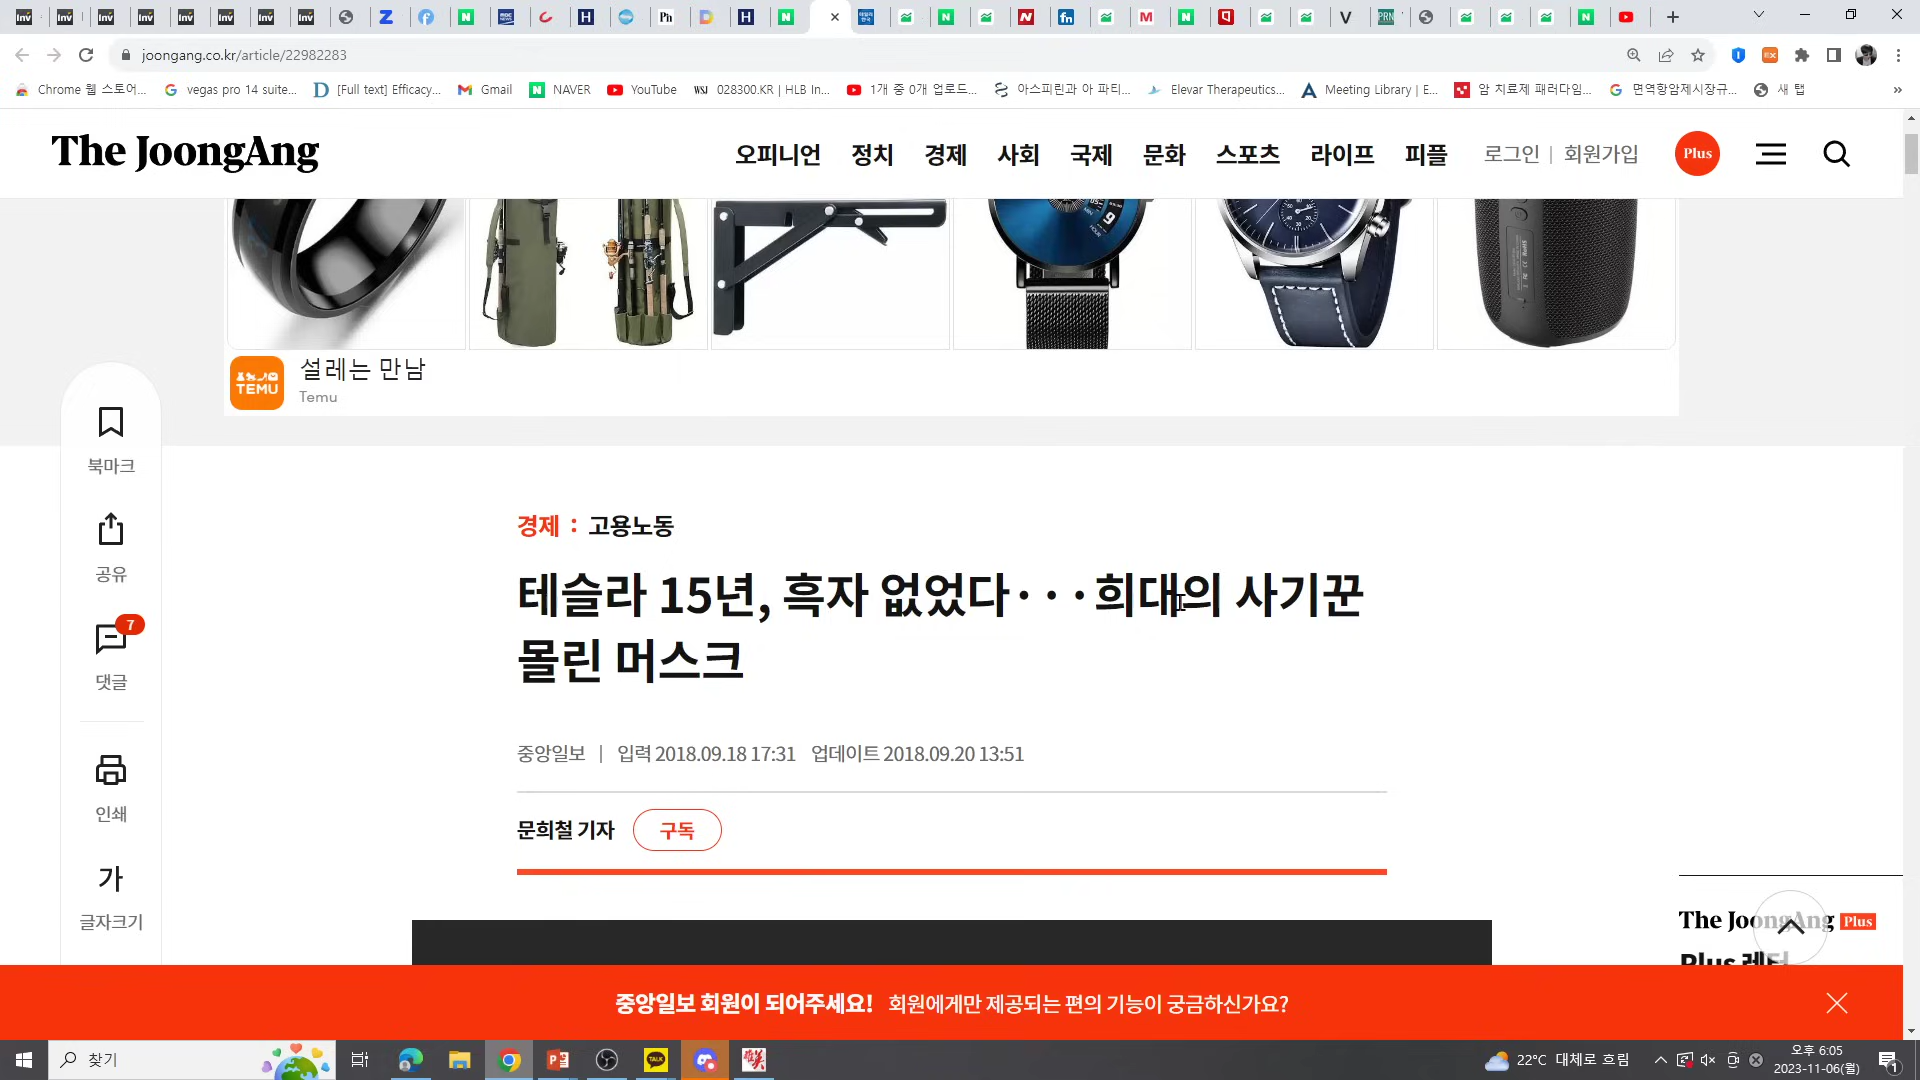 joongang.co.kr/article/22982283
Chrome 웹 스토어... vegas pro 14 suite... [Full text] Efficacy... Gmail NAVER YouTube 028300.KR | HLB In... 1개 중 0개 업로드... 아스피린과 아 파티... Elevar Therapeutics... Meeting Library | E... 암 치료제 패러다임... 면역항암제시장규... 새 탭
The JoongAng 오피니언 정치 경제 사회 국제 문화 스포츠 라이프 피플 로그인 | 회원가입 Plus
TEMU
설레는 만남
Temu
북마크
공유
7
댓글
인쇄
가
글자크기
경제 : 고용노동
테슬라 15년, 흑자 없었다···희대의 사기꾼
몰린 머스크
중앙일보 | 입력 2018.09.18 17:31 업데이트 2018.09.20 13:51
문희철 기자 구독
The JoongAng Plus
Plus 레터
중앙일보 회원이 되어주세요! 회원에게만 제공되는 편의 기능이 궁금하신가요?
찾기
TALK
22°C 대체로 흐림
오후 6:05
2023-11-06(월)
1